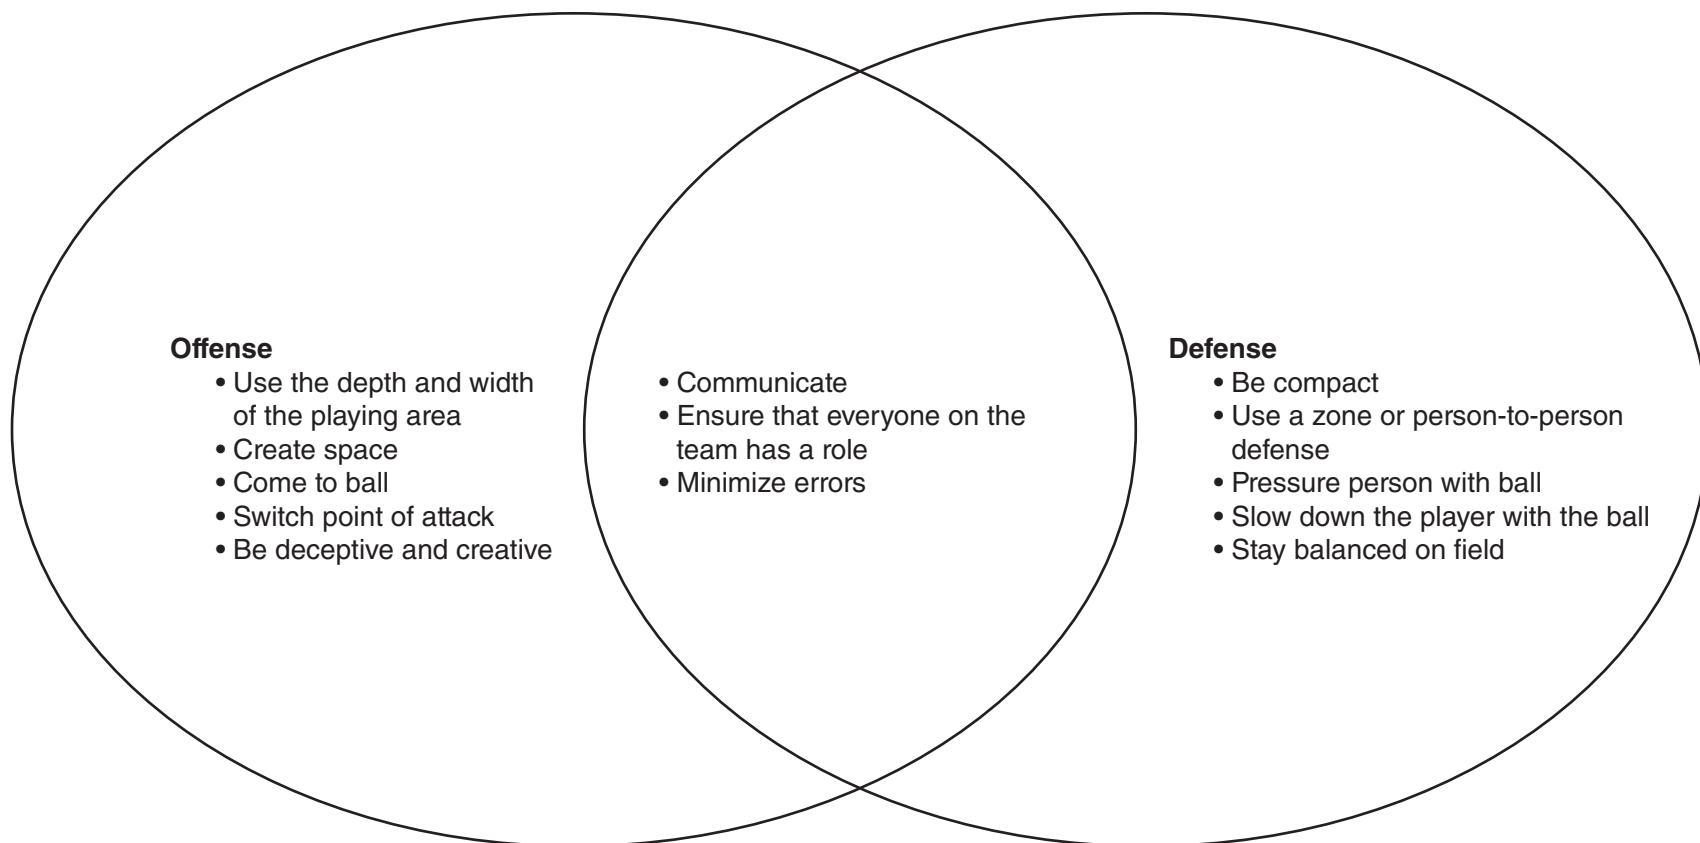 Offense
• Use the depth and width
of the playing area
• Create space
• Come to ball
• Switch point of attack
• Be deceptive and creative
• Communicate
• Ensure that everyone on the
team has a role
• Minimize errors
Defense
• Be compact
• Use a zone or person-to-person
defense
• Pressure person with ball
• Slow down the player with the ball
• Stay balanced on field